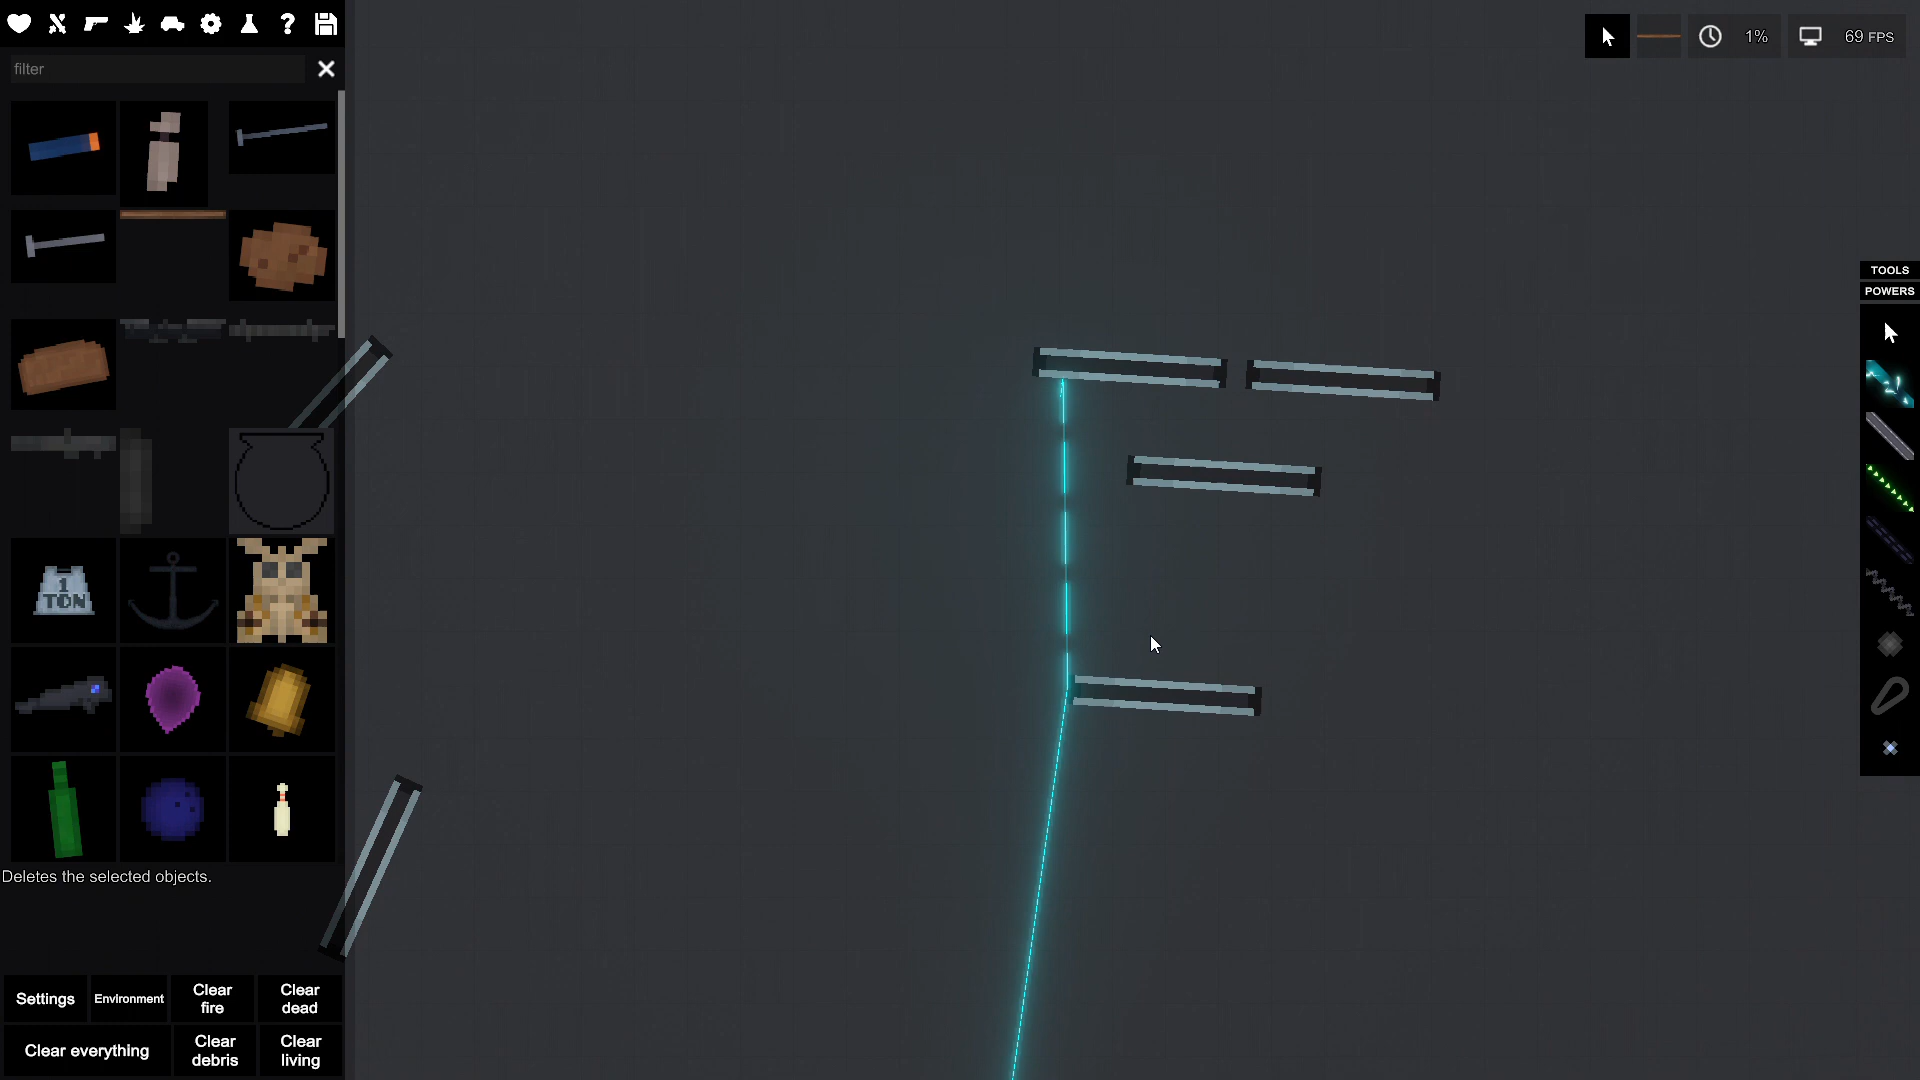 ?
1%
69 FPS
filter
TOOLS
POWERS
1
TON
Deletes the selected objects.
Settings
Environment
Clear
fire
Clear
dead
Clear everything
Clear
debris
Clear
living